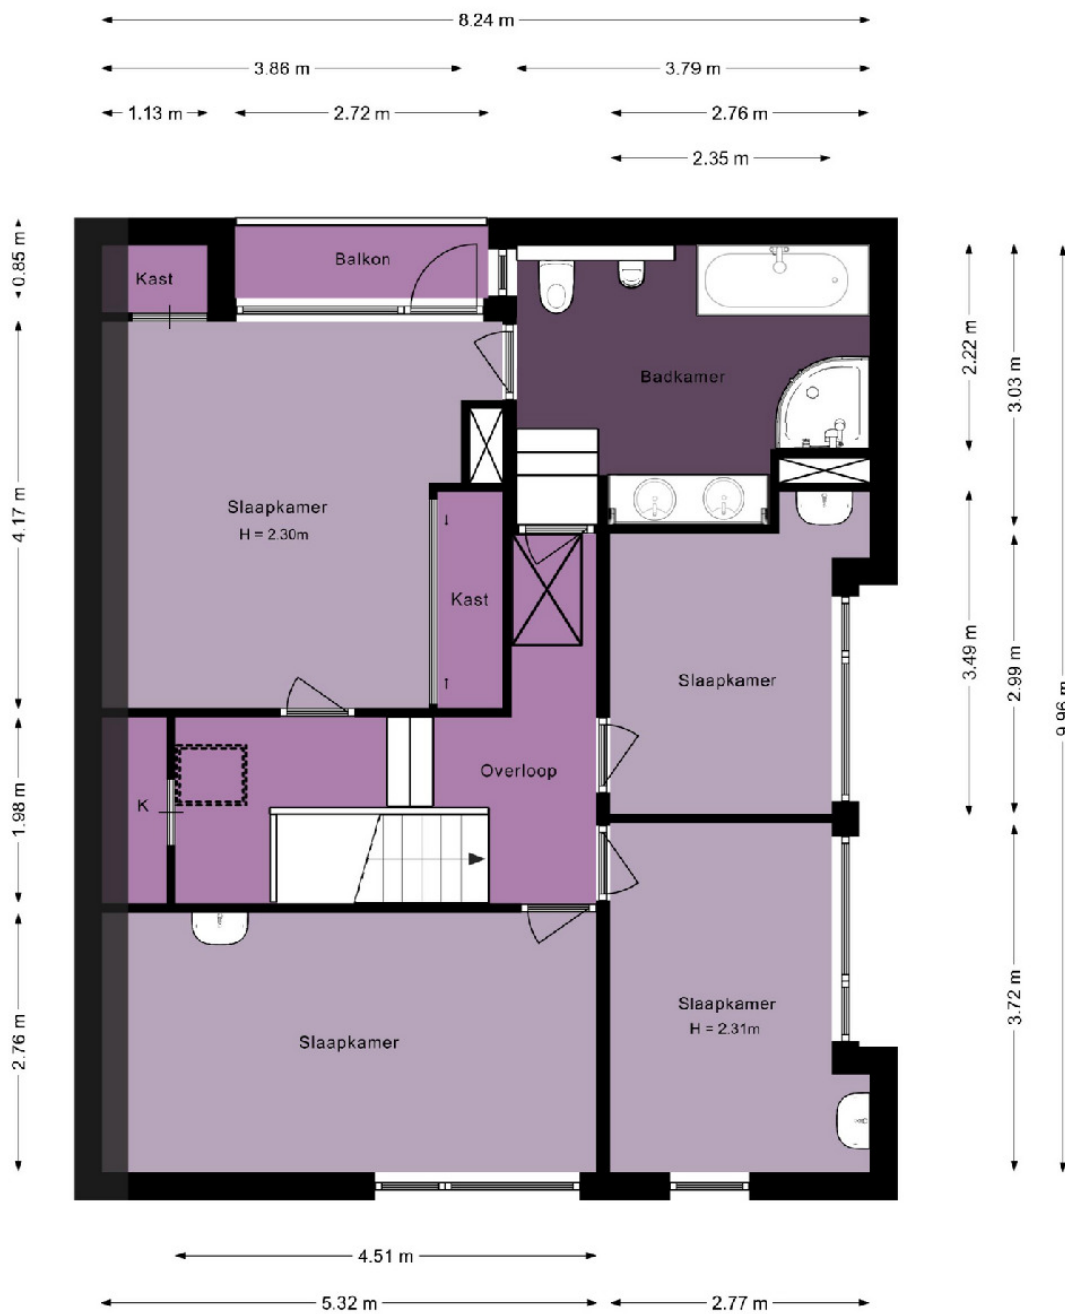 8.24 m
3.86 m
3.79 m
1.13 m
2.72 m
2.76 m
2.35 m
0.85 m
Kast
Balkon
Badkamer
2.22 m
3.03 m
4.17 m
Slaapkamer
H = 2.30m
Kast
Slaapkamer
3.49 m
2.99 m
9.96 m
1.98 m
K
Overloop
2.76 m
Slaapkamer
Slaapkamer
H = 2.31m
3.72 m
4.51 m
5.32 m
2.77 m